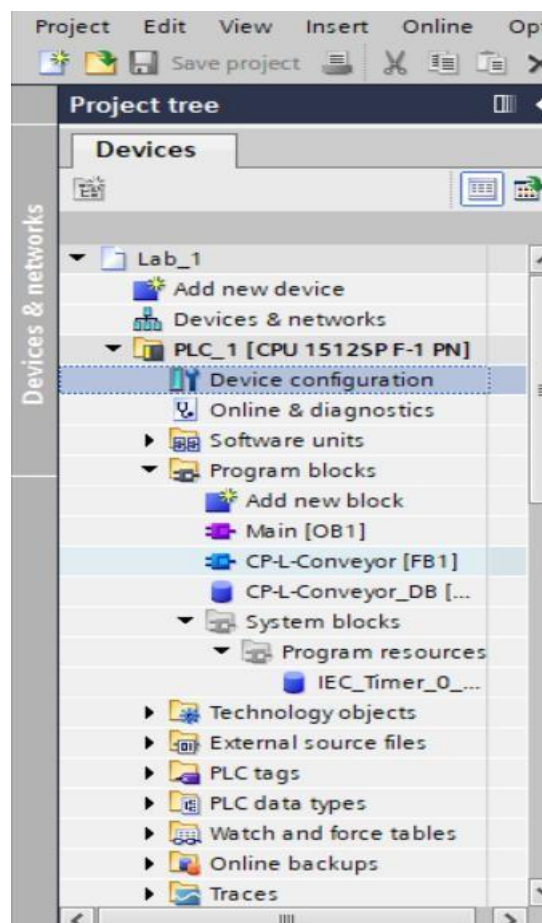 Project Edit View Insert Online Op
Save project
Project tree
Devices
Devices & networks
Lab_1
Add new device
Devices & networks
PLC_1 [CPU 1512SP F-1 PN]
Device configuration
Online & diagnostics
Software units
Program blocks
Add new block
Main [OB1]
CP-L-Conveyor [FB1]
CP-L-Conveyor_DB [...
System blocks
Program resources
IEC_Timer_0_...
Technology objects
External source files
PLC tags
PLC data types
Watch and force tables
Online backups
Traces